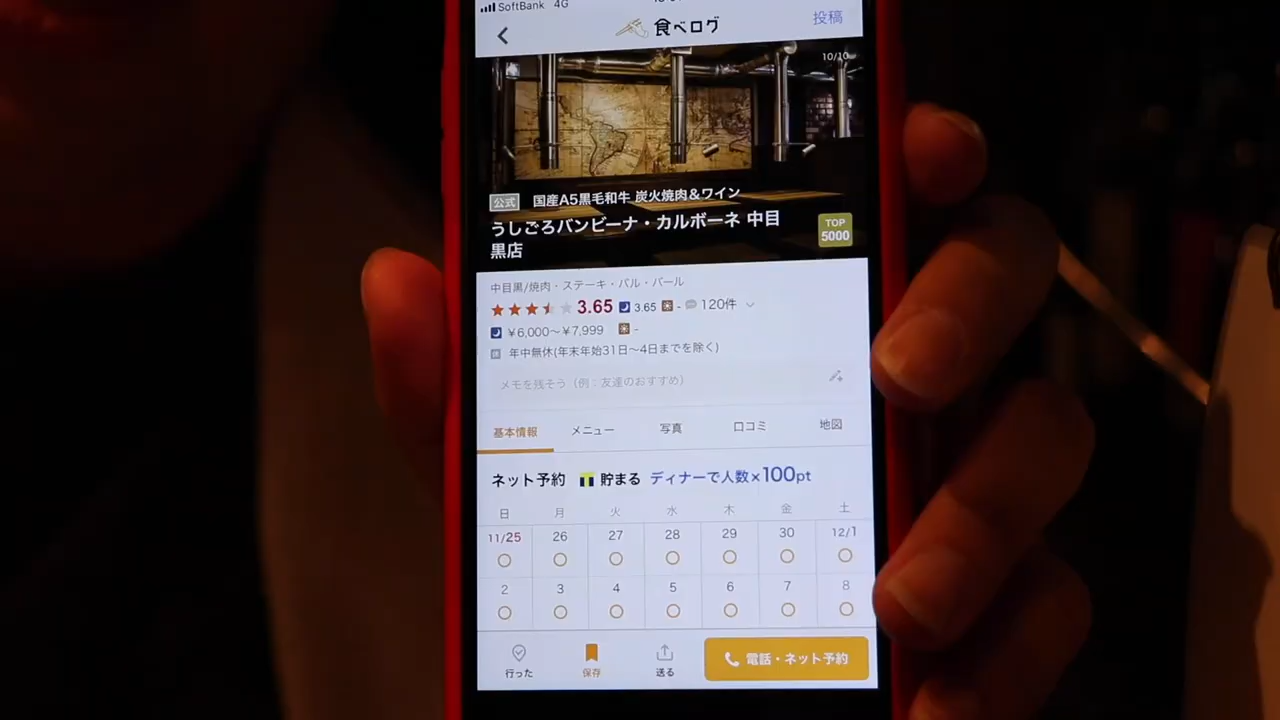 SoftBank 4G
食べログ
投稿
10/10
公式 国産A5黒毛和牛 炭火焼肉&ワイン
うしごろバンビーナ・カルボーネ 中目
黒店
TOP
5000
中目黒/焼肉・ステーキ・バル・バール
3.65 3.65 - 120件
¥6,000～¥7,999 -
休 年中無休(年末年始31日～4日までを除く)
メモを残そう（例：友達のおすすめ）
基本情報 メニュー 写真 口コミ 地図
ネット予約 T 貯まる ディナーで人数×100pt
日 月 火 水 木 金 土
11/25 26 27 28 29 30 12/1
2 3 4 5 6 7 8
行った 保存 送る 電話・ネット予約